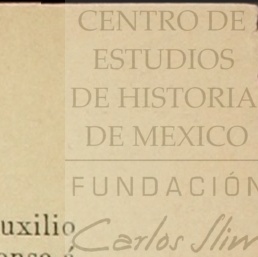 CENTRO DE
ESTUDIOS
DE HISTORIA
DE MEXICO
FUNDACIÓN
uxilio
Carlos Slim